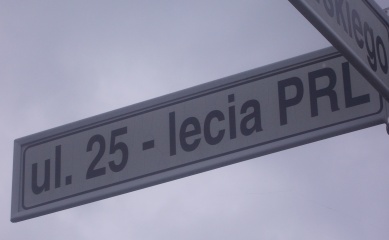 ul. 25 - lecia PRL